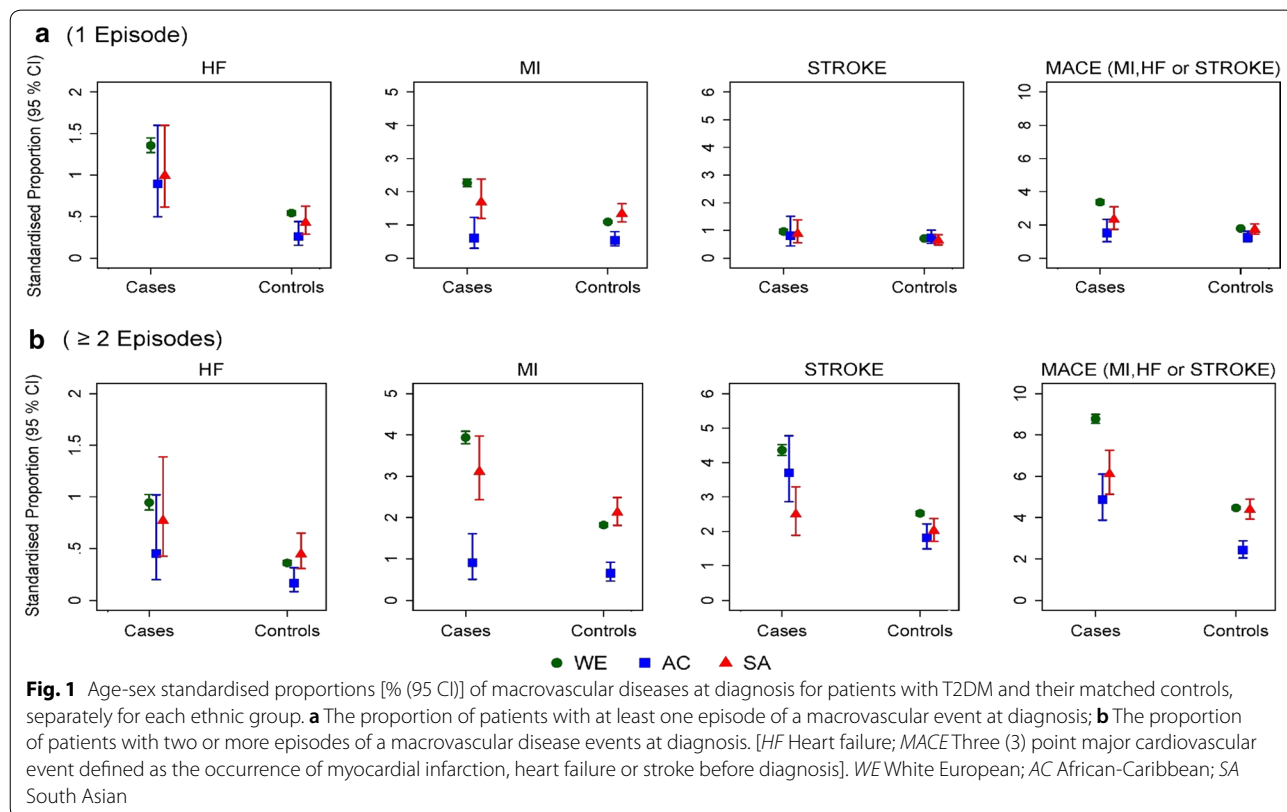 a (1 Episode)
HF
MI
STROKE
MACE (MI,HF or STROKE)
Standardised Proportion (95 % CI)
2
1.5
1
.5
0
5
4
3
2
1
0
6
5
4
3
2
1
0
10
8
6
4
2
0
Cases Controls
Cases Controls
Cases Controls
Cases Controls
b ( ≥ 2 Episodes)
HF
MI
STROKE
MACE (MI,HF or STROKE)
Standardised Proportion (95 % CI)
2
1.5
1
.5
0
5
4
3
2
1
0
6
5
4
3
2
1
0
10
8
6
4
2
0
Cases Controls
Cases Controls
Cases Controls
Cases Controls
WE AC SA
Fig. 1 Age-sex standardised proportions [% (95 CI)] of macrovascular diseases at diagnosis for patients with T2DM and their matched controls,
separately for each ethnic group. a The proportion of patients with at least one episode of a macrovascular event at diagnosis; b The proportion
of patients with two or more episodes of a macrovascular disease events at diagnosis. [HF Heart failure; MACE Three (3) point major cardiovascular
event defined as the occurrence of myocardial infarction, heart failure or stroke before diagnosis]. WE White European; AC African-Caribbean; SA
South Asian